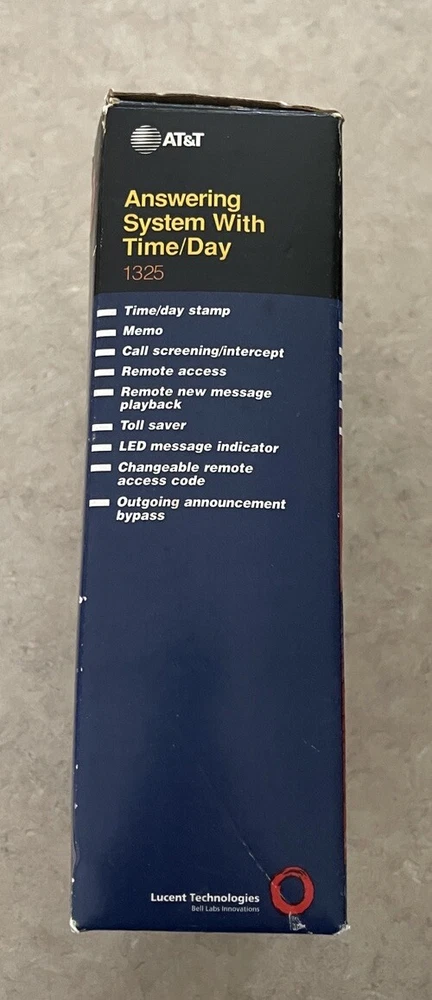 AT&T
Answering
System With
Time/Day
1325
Time/day stamp
Memo
Call screening/intercept
Remote access
Remote new message
playback
Toll saver
LED message indicator
Changeable remote
access code
Outgoing announcement
bypass
Lucent Technologies
Bell Labs Innovations